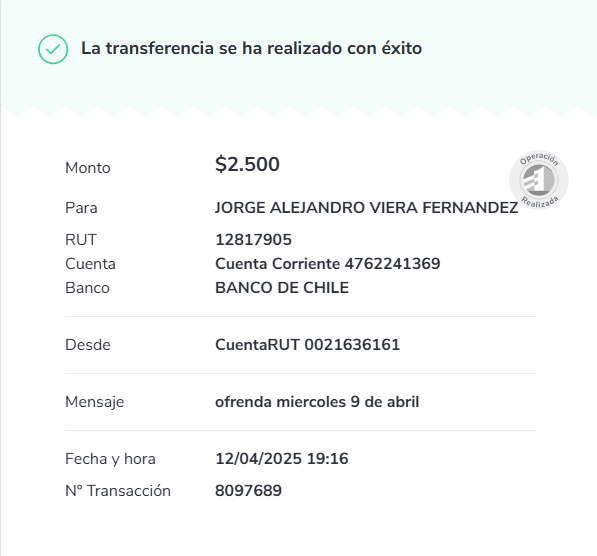 La transferencia se ha realizado con éxito
Monto $2.500
Operación
Realizada
Para JORGE ALEJANDRO VIERA FERNANDEZ
RUT 12817905
Cuenta Cuenta Corriente 4762241369
Banco BANCO DE CHILE
Desde CuentaRUT 0021636161
Mensaje ofrenda miercoles 9 de abril
Fecha y hora 12/04/2025 19:16
Nº Transacción 8097689